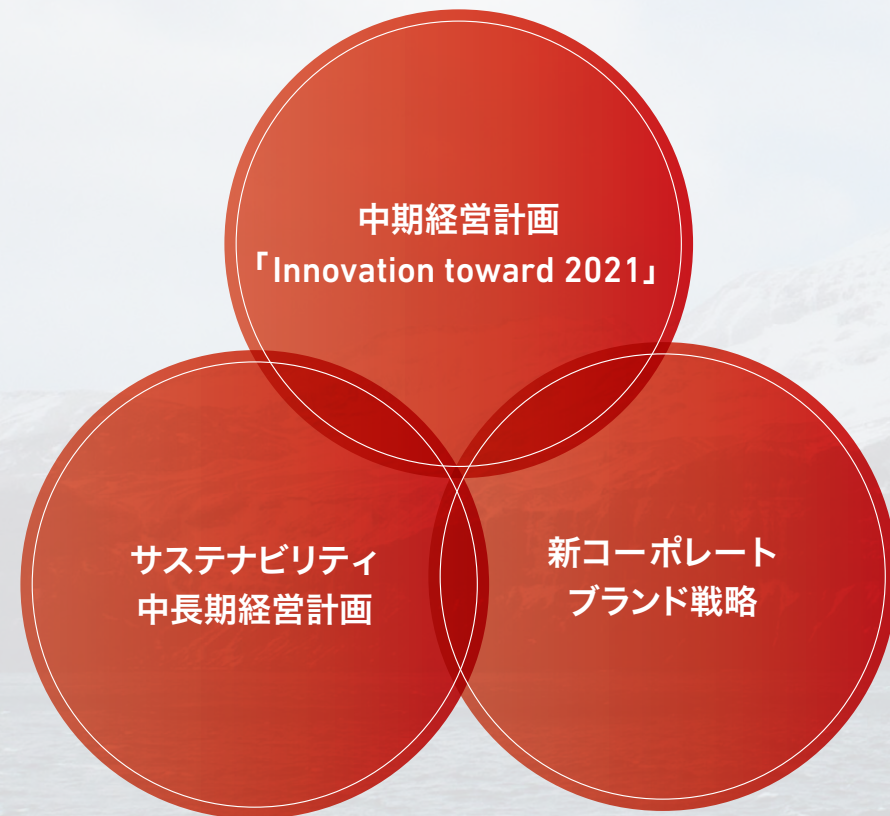 中期経営計画
「Innovation toward 2021」
サステナビリティ
中長期経営計画
新コーポレート
ブランド戦略